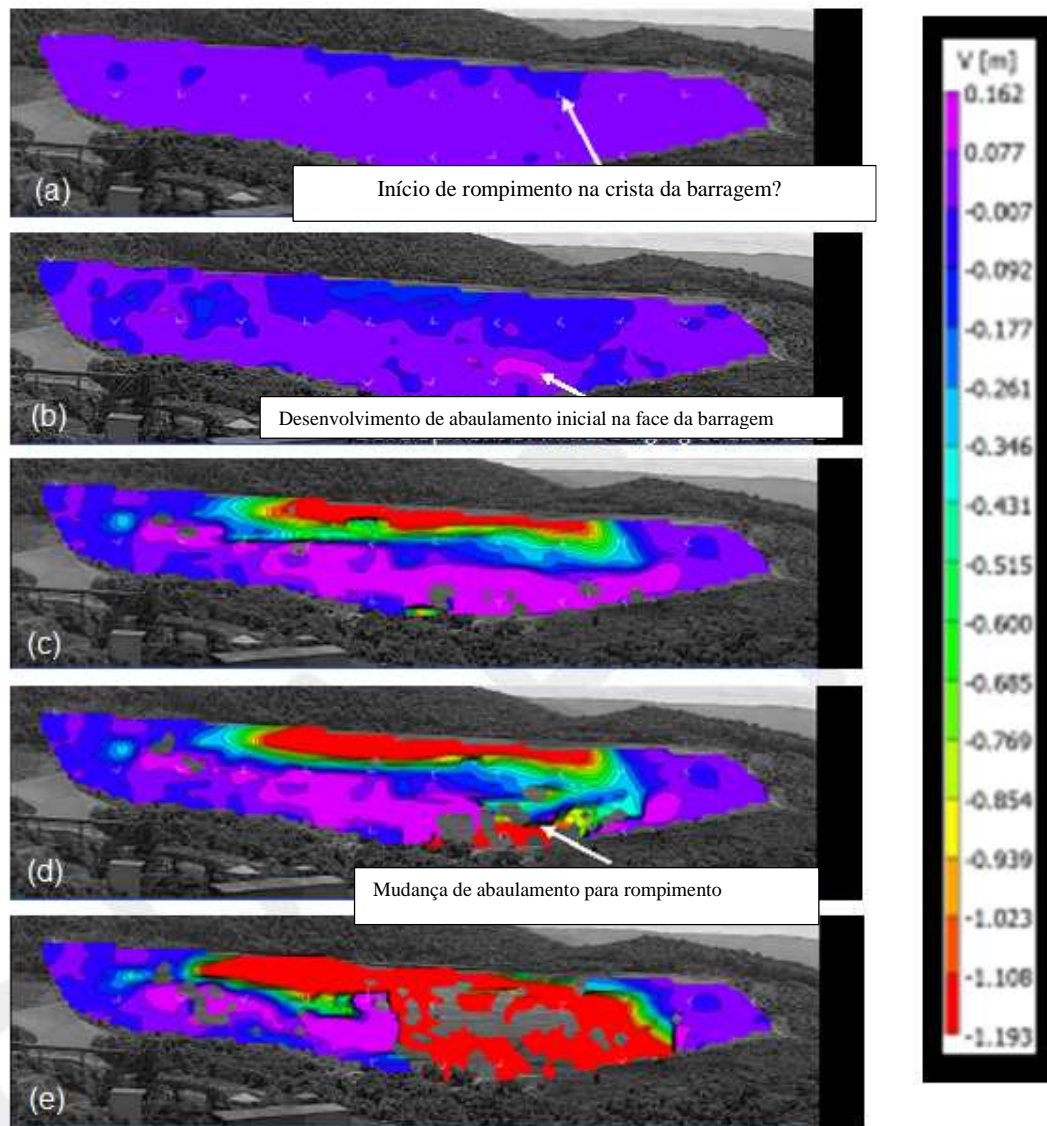 (a)
Início de rompimento na crista da barragem?
(b)
Desenvolvimento de abaulamento inicial na face da barragem
(c)
(d)
Mudança de abaulamento para rompimento
(e)
V [m]
0.162
0.077
-0.007
-0.092
-0.177
-0.261
-0.346
-0.431
-0.515
-0.600
-0.685
-0.769
-0.854
-0.939
-1.023
-1.108
-1.193